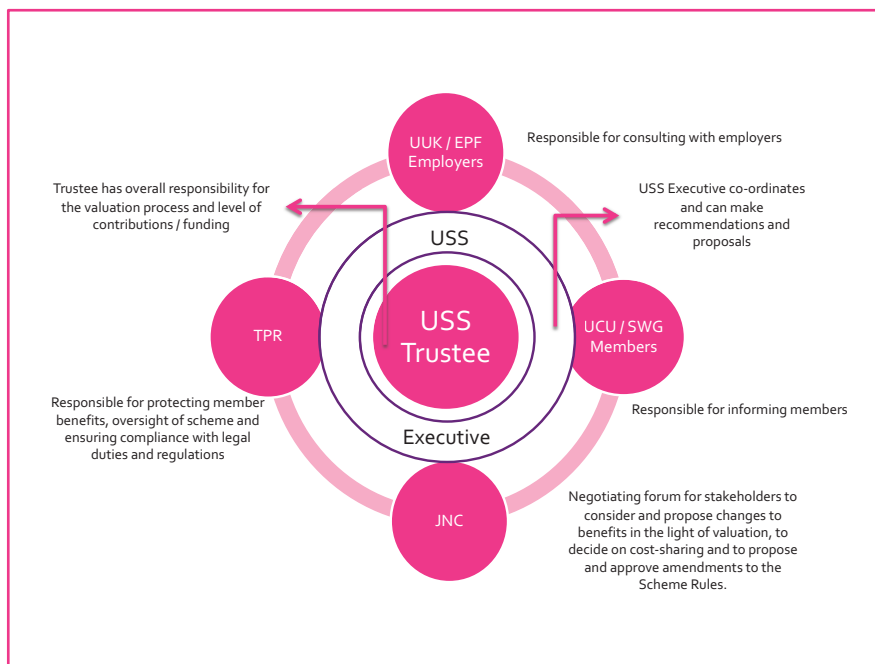 UUK / EPF
Employers
Responsible for consulting with employers
Trustee has overall responsibility for
the valuation process and level of
contributions / funding
USS Executive co-ordinates
and can make
recommendations and
proposals
USS
USS
Trustee
Executive
TPR
UCU / SWG
Members
Responsible for protecting member
benefits, oversight of scheme and
ensuring compliance with legal
duties and regulations
Responsible for informing members
JNC
Negotiating forum for stakeholders to
consider and propose changes to
benefits in the light of valuation, to
decide on cost-sharing and to propose
and approve amendments to the
Scheme Rules.